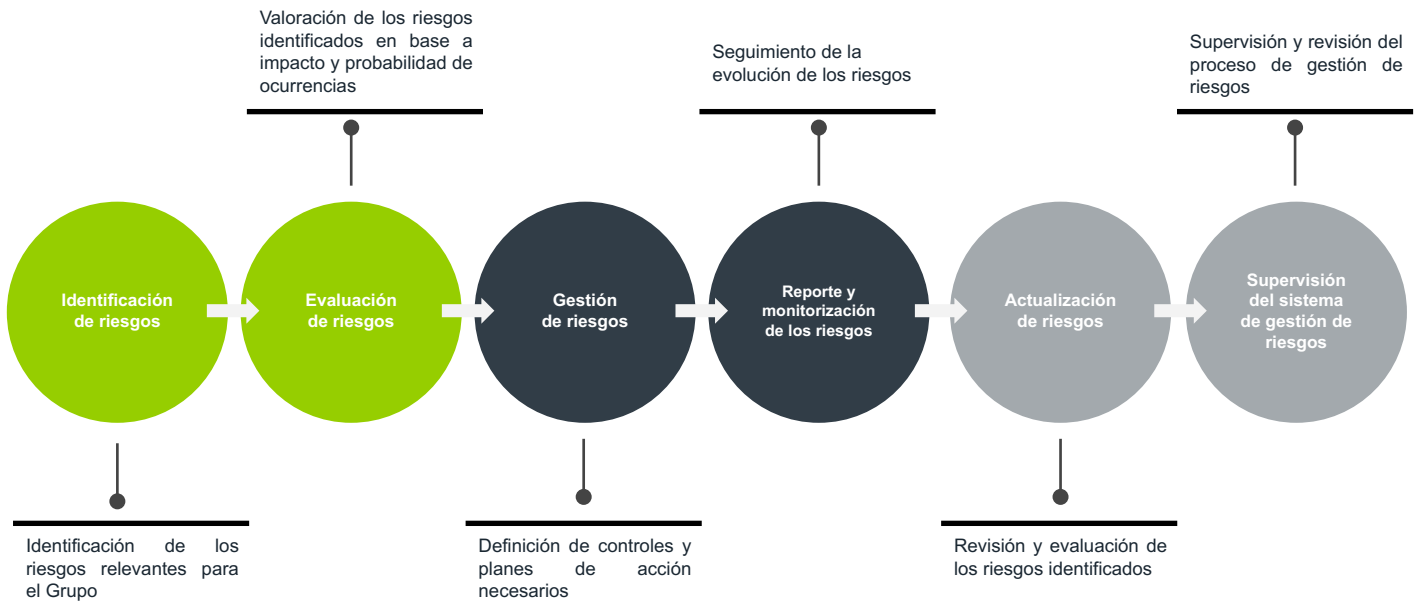 Valoración de los riesgos
identificados en base a
impacto y probabilidad de
ocurrencias
Seguimiento de la
evolución de los riesgos
Supervisión y revisión del
proceso de gestión de
riesgos
Identificación
de riesgos
Evaluación
de riesgos
Gestión
de riesgos
Reporte y
monitorización
de los riesgos
Actualización
de riesgos
Supervisión
del sistema
de gestión de
riesgos
Identificación de los
riesgos relevantes para
el Grupo
Definición de controles y
planes de acción
necesarios
Revisión y evaluación de
los riesgos identificados